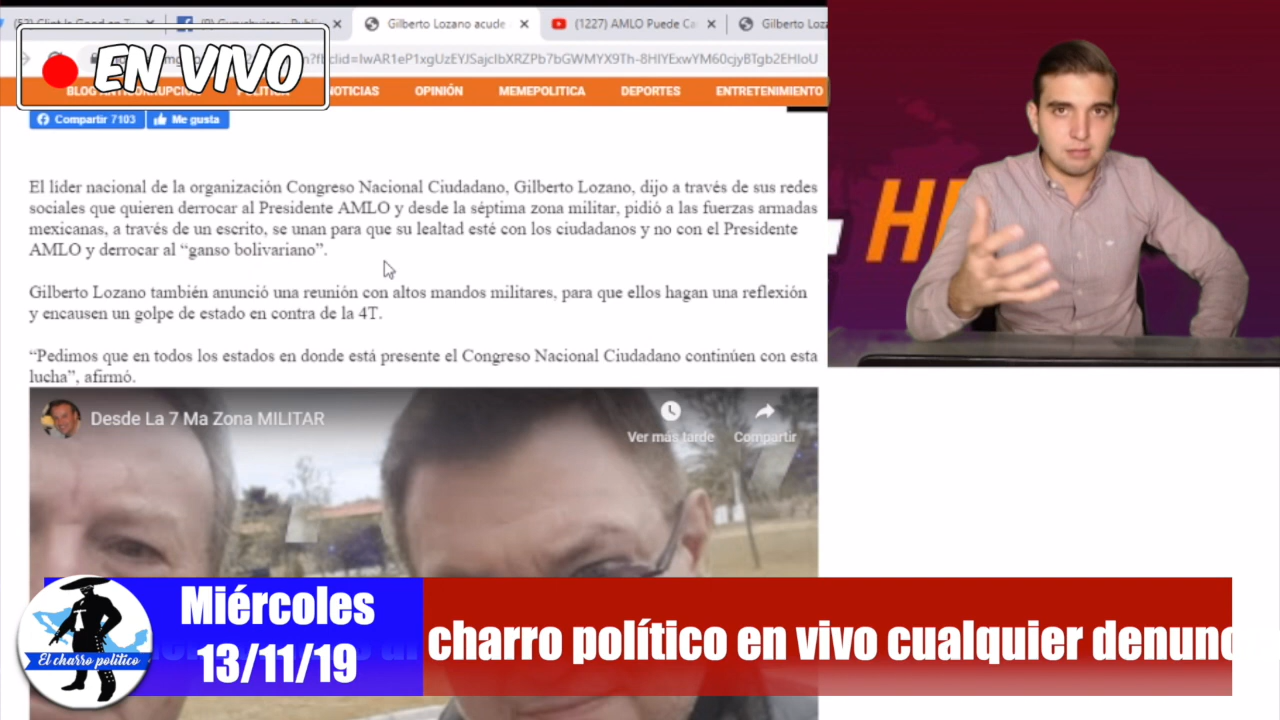 Gilberto Lozano acude
(1227) AMLO Puede Ca
Gilberto Loza
EN VIVO
NOTICIAS
OPINIÓN
MEMEPOLITICA
DEPORTES
ENTRETENIMIENTO
Compartir 7103
Me gusta
El líder nacional de la organización Congreso Nacional Ciudadano, Gilberto Lozano, dijo a través de sus redes
sociales que quieren derrocar al Presidente AMLO y desde la séptima zona militar, pidió a las fuerzas armadas
mexicanas, a través de un escrito, se unan para que su lealtad esté con los ciudadanos y no con el Presidente
AMLO y derrocar al “ganso bolivariano”.
Gilberto Lozano también anunció una reunión con altos mandos militares, para que ellos hagan una reflexión
y encausen un golpe de estado en contra de la 4T.
“Pedimos que en todos los estados en donde está presente el Congreso Nacional Ciudadano continúen con esta
lucha”, afirmó.
Desde La 7 Ma Zona MILITAR
Ver más tarde
Compartir
El charro político
Miércoles
13/11/19
charro político en vivo cualquier denunc